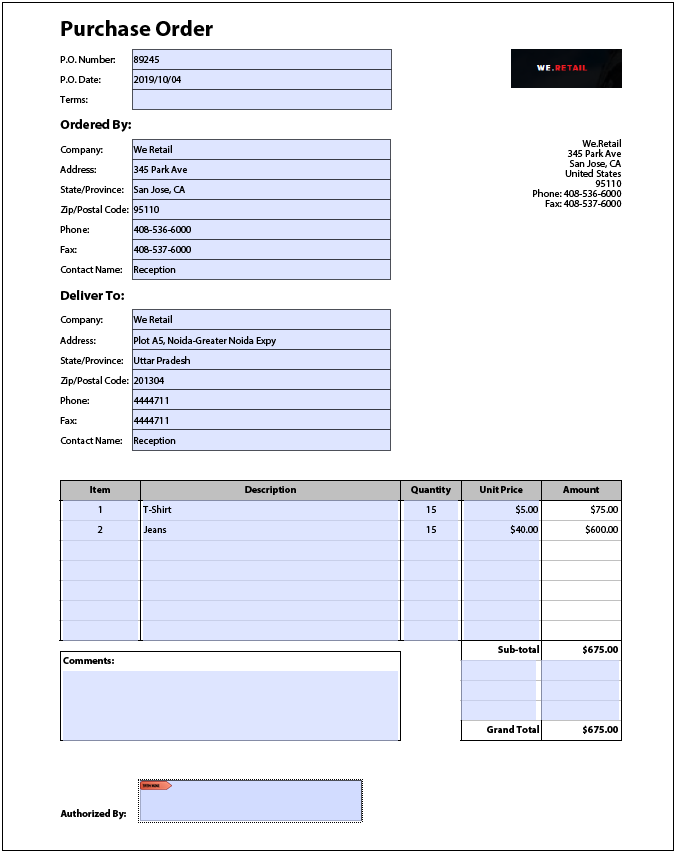 Purchase Order
P.O. Number: 89245
P.O. Date: 2019/10/04
Terms:
WE.RETAIL
Ordered By:
Company: We Retail
Address: 345 Park Ave
State/Province: San Jose, CA
Zip/Postal Code: 95110
Phone: 408-536-6000
Fax: 408-537-6000
Contact Name: Reception
We.Retail
345 Park Ave
San Jose, CA
United States
95110
Phone: 408-536-6000
Fax: 408-537-6000
Deliver To:
Company: We Retail
Address: Plot A5, Noida-Greater Noida Expy
State/Province: Uttar Pradesh
Zip/Postal Code: 201304
Phone: 4444711
Fax: 4444711
Contact Name: Reception
Item Description Quantity Unit Price Amount
1 T-Shirt 15 $5.00 $75.00
2 Jeans 15 $40.00 $600.00
Sub-total $675.00
Comments:
Grand Total $675.00
Authorized By: